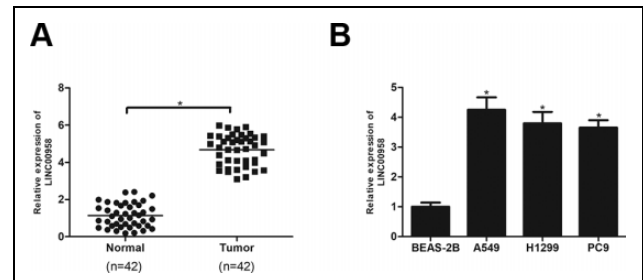 A
Relative expression of
LINC00958
8
6
4
2
0
*
Normal
Tumor
(n=42)
(n=42)
B
Relative expression of
LINC00958
5
4
3
2
1
0
*
*
*
BEAS-2B
A549
H1299
PC9